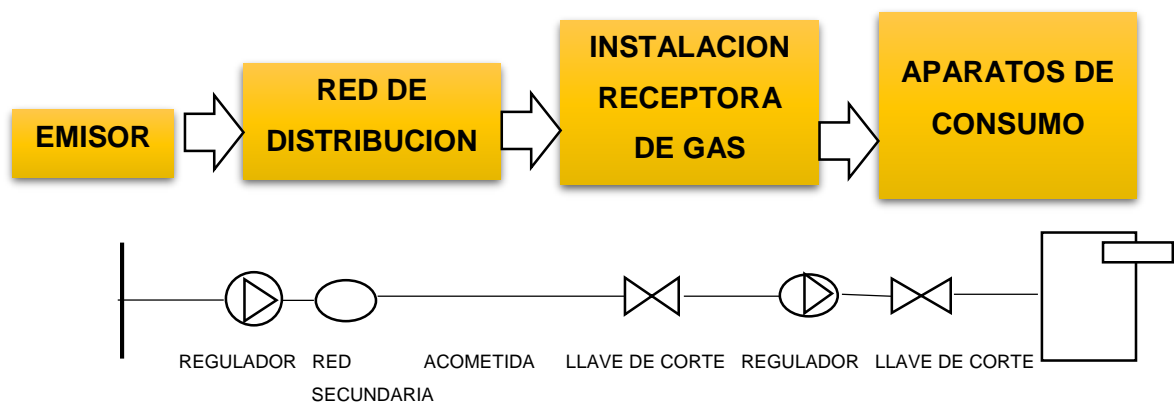 EMISOR
RED DE
DISTRIBUCION
INSTALACION
RECEPTORA
DE GAS
APARATOS DE
CONSUMO
REGULADOR
RED
SECUNDARIA
ACOMETIDA
LLAVE DE CORTE
REGULADOR
LLAVE DE CORTE